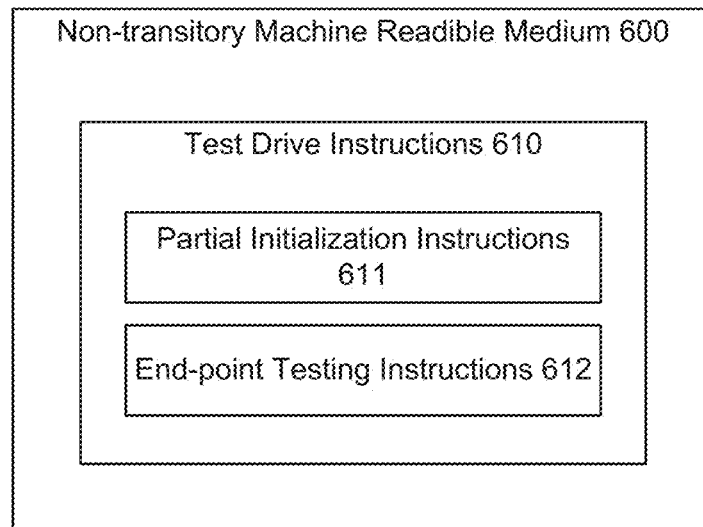 Non-transitory Machine Readible Medium 600
Test Drive Instructions 610
Partial Initialization Instructions
611
End-point Testing Instructions 612